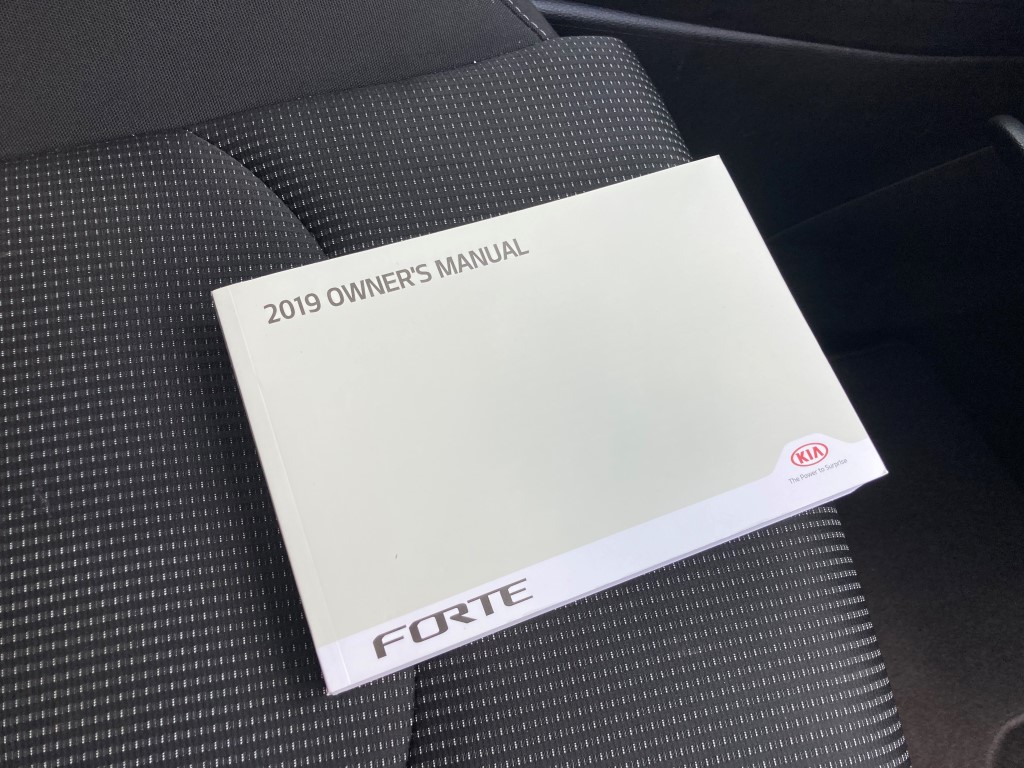 2019 OWNER'S MANUAL
KIA
The Power to Surprise
FORTE